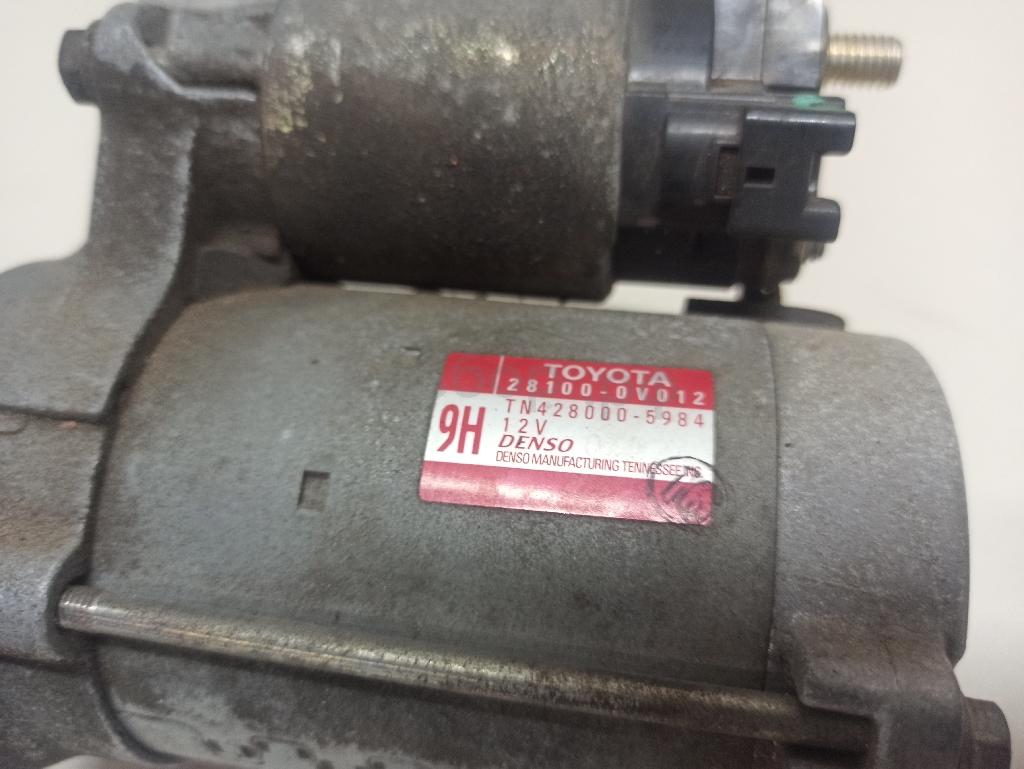 TOYOTA
28100-0V012
TN428000-5984
9H
12V
DENSO
DENSO MANUFACTURING TENNESSEE, INC.